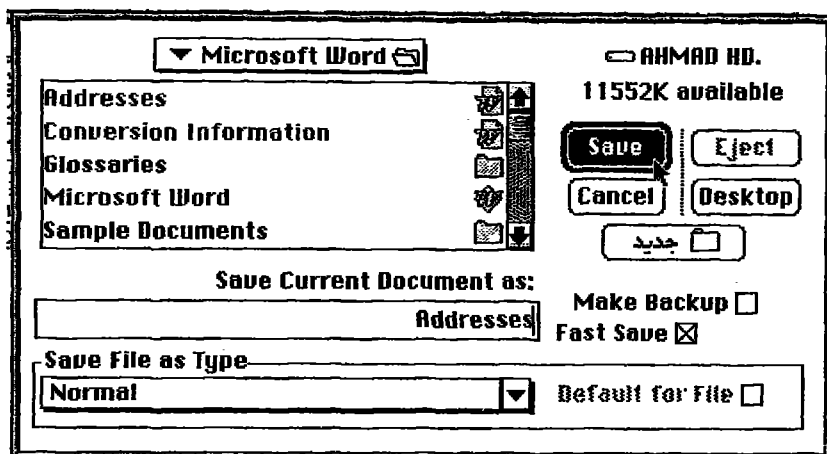 Microsoft Word
AHMAD HD.
11552K available
Addresses
Conversion Information
Glossaries
Microsoft Word
Sample Documents
Save
Eject
Cancel
Desktop
جديد
Save Current Document as:
Addresses
Make Backup
Fast Save
Save File as Type
Normal
Default for File